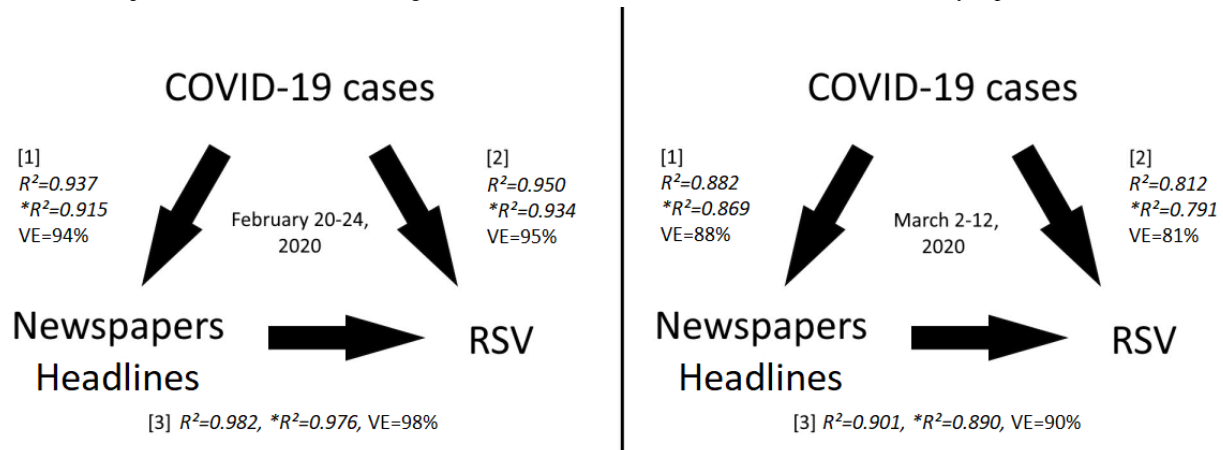 COVID-19 cases
[1]
R²=0.937
*R²=0.915
VE=94%
[2]
R²=0.950
*R²=0.934
VE=95%
February 20-24,
2020
Newspapers
Headlines
RSV
[3] R²=0.982, *R²=0.976, VE=98%
COVID-19 cases
[1]
R²=0.882
*R²=0.869
VE=88%
[2]
R²=0.812
*R²=0.791
VE=81%
March 2-12,
2020
Newspapers
Headlines
RSV
[3] R²=0.901, *R²=0.890, VE=90%